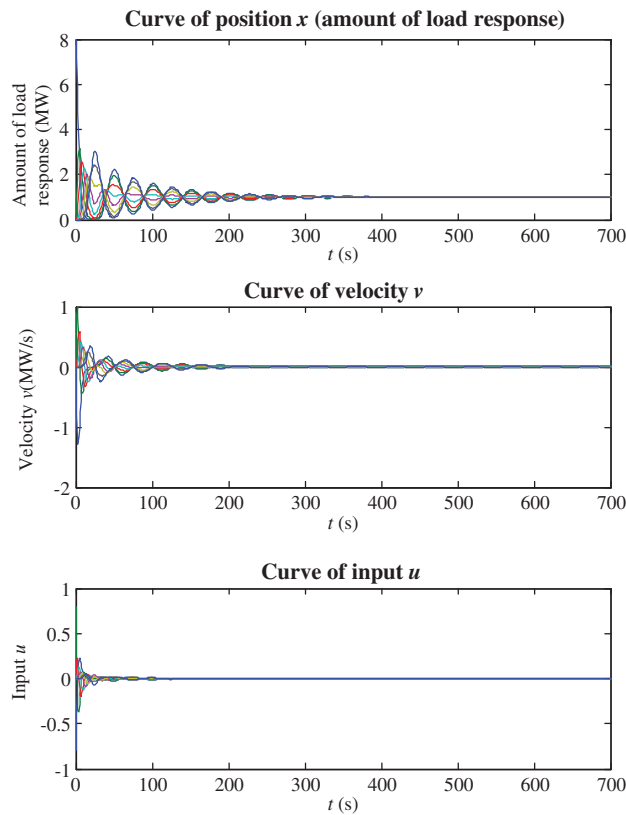 Curve of position x (amount of load response)
Amount of load
response (MW)
8
6
4
2
0
0 100 200 300 400 500 600 700
t (s)
Curve of velocity v
Velocity v(MW/s)
1
0
-1
-2
0 100 200 300 400 500 600 700
t (s)
Curve of input u
Input u
1
0.5
0
-0.5
-1
0 100 200 300 400 500 600 700
t (s)